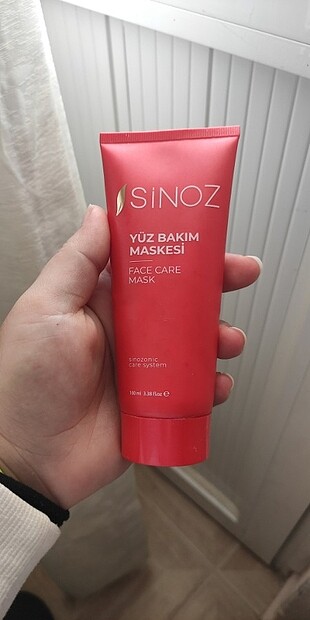 SiNOZ
YÜZ BAKIM
MASKESİ
FACE CARE
MASK
sinozonic
care system
100 ml 3.38 fl.oz ℮